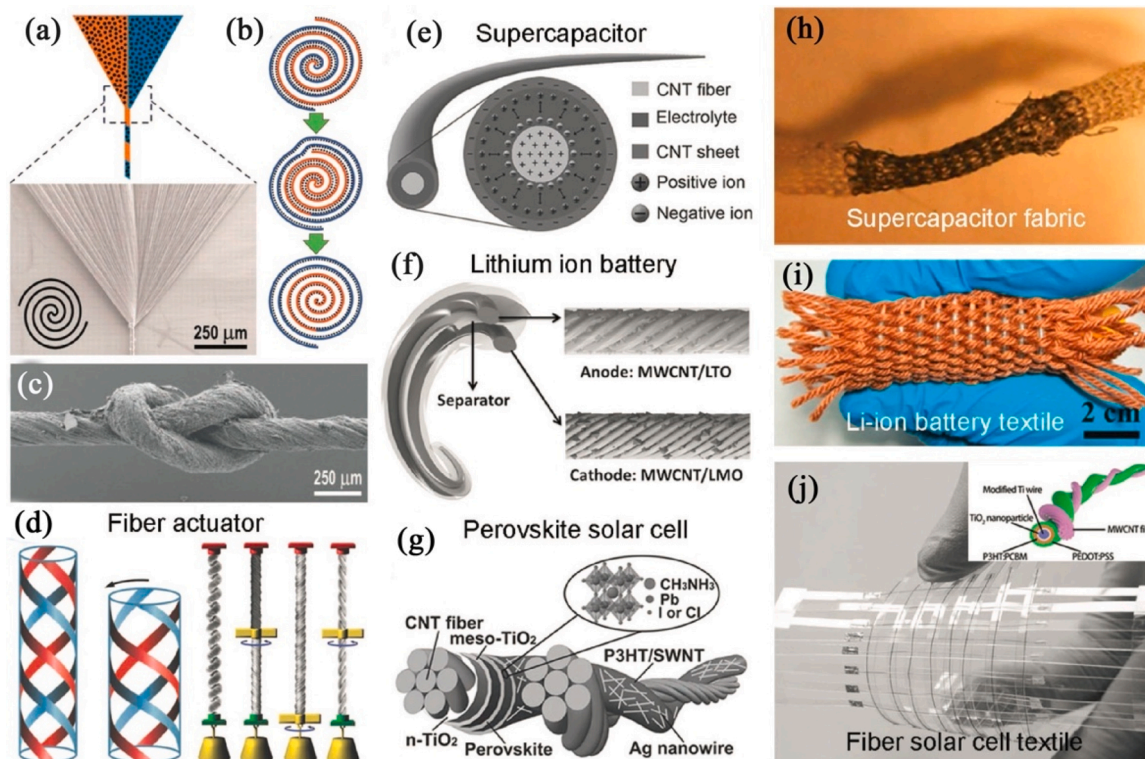 (a)
250 μm
(b)
(c)
250 μm
(d)
Fiber actuator
(e)
Supercapacitor
CNT fiber
Electrolyte
CNT sheet
+ Positive ion
− Negative ion
(f)
Lithium ion battery
Separator
Anode: MWCNT/LTO
Cathode: MWCNT/LMO
(g)
Perovskite solar cell
CH₃NH₃
Pb
I or Cl
CNT fiber
meso-TiO₂
P3HT/SWNT
n-TiO₂
Perovskite
Ag nanowire
(h)
Supercapacitor fabric
(i)
2 cm
Li-ion battery textile
(j)
Modified Ti wire
TiO₂ nanoparticle
MWCNT fi
P3HT:PCBM
PEDOT:PSS
Fiber solar cell textile